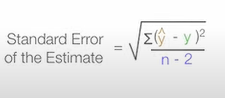 Standard Error
of the Estimate = √ Σ(ŷ - y)²
n - 2